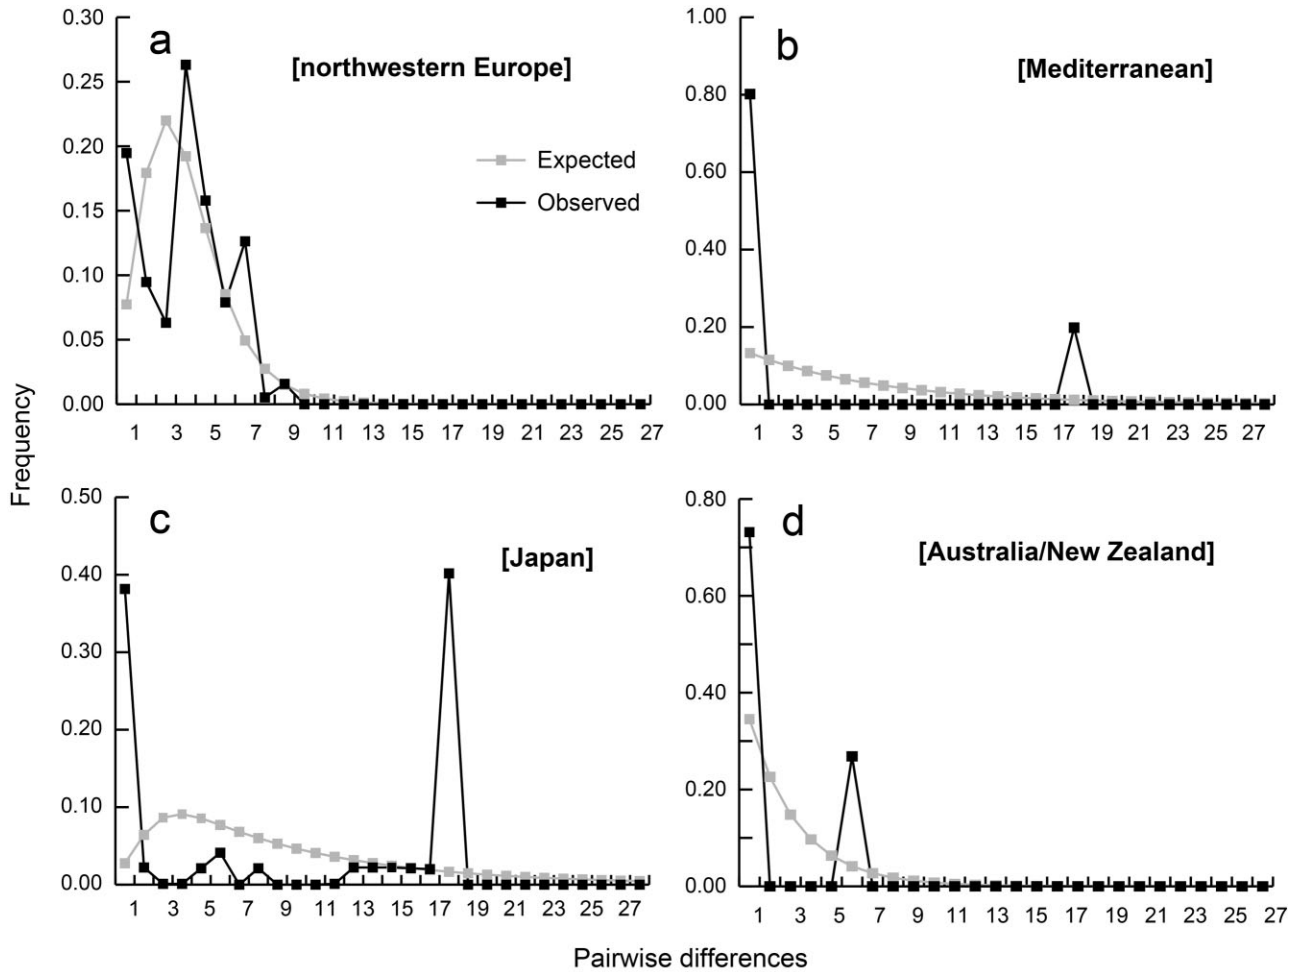 a
[northwestern Europe]
Expected
Observed
0.30
0.25
0.20
0.15
0.10
0.05
0.00
1 3 5 7 9 11 13 15 17 19 21 23 25 27
b
[Mediterranean]
1.00
0.80
0.60
0.40
0.20
0.00
1 3 5 7 9 11 13 15 17 19 21 23 25 27
Frequency
c
[Japan]
0.50
0.40
0.30
0.20
0.10
0.00
1 3 5 7 9 11 13 15 17 19 21 23 25 27
d
[Australia/New Zealand]
0.80
0.60
0.40
0.20
0.00
1 3 5 7 9 11 13 15 17 19 21 23 25 27
Pairwise differences